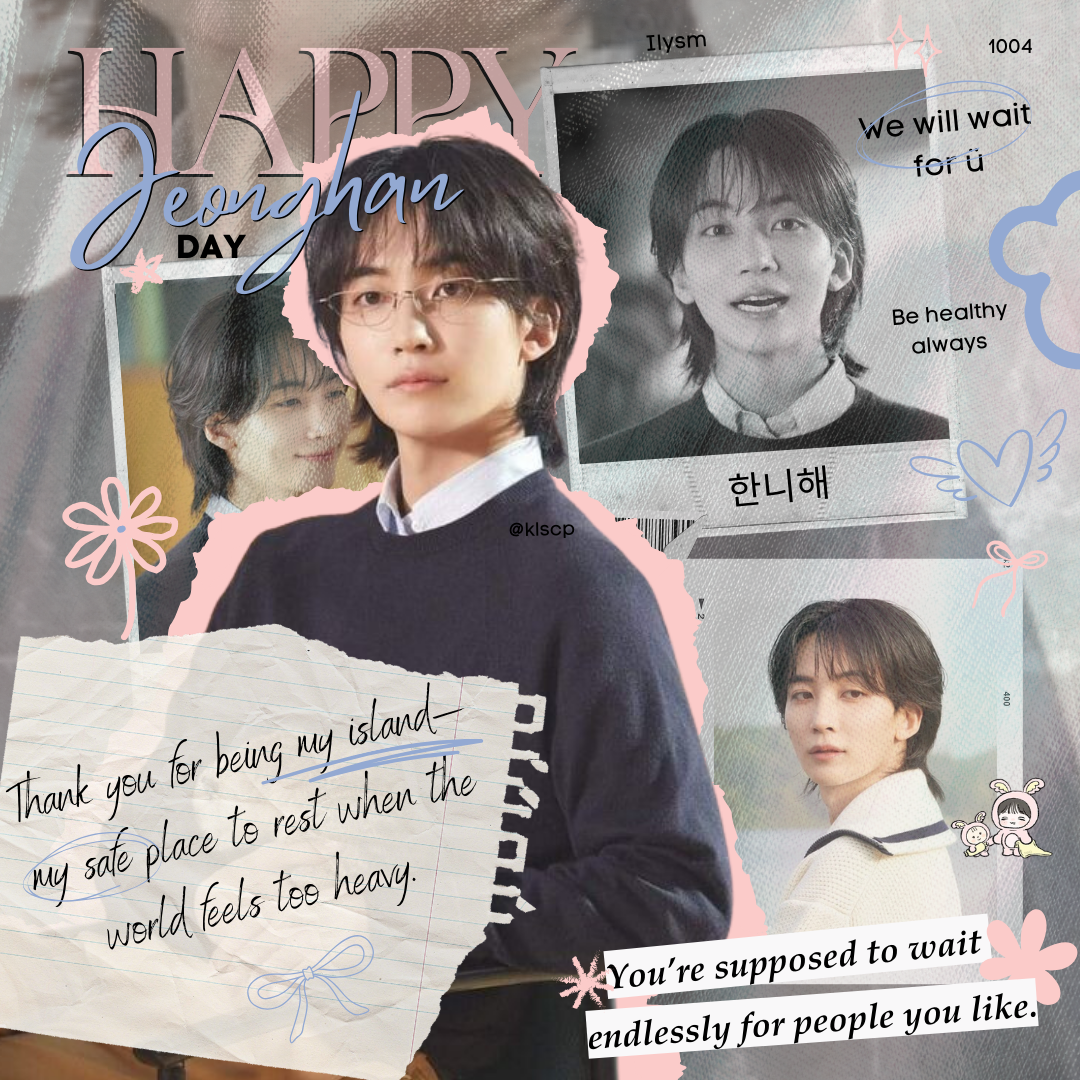 Ilysm
1004
HAPPY
Jeonghan
DAY
We will wait
for ü
Be healthy
always
한니해
@klscp
400
Thank you for being my island—
my safe place to rest when the
world feels too heavy.
You're supposed to wait
endlessly for people you like.